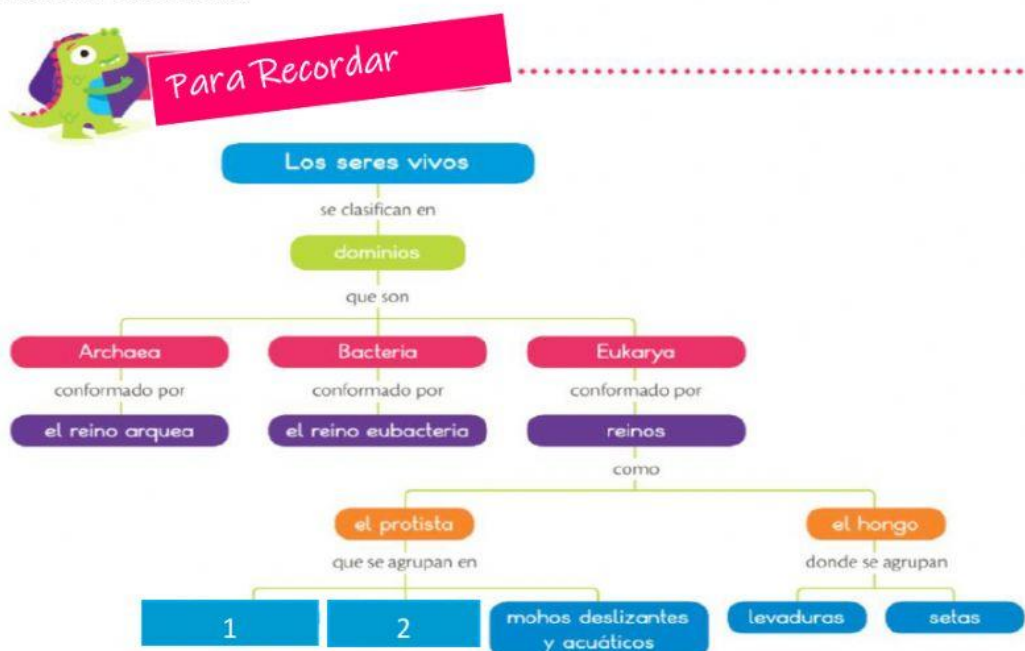 Para Recordar
Los seres vivos
se clasifican en
dominios
que son
Archaea
Bacteria
Eukarya
conformado por
conformado por
conformado por
el reino arquea
el reino eubacteria
reinos
como
el protista
el hongo
que se agrupan en
donde se agrupan
1
2
mohos deslizantes
y acuáticos
levaduras
setas